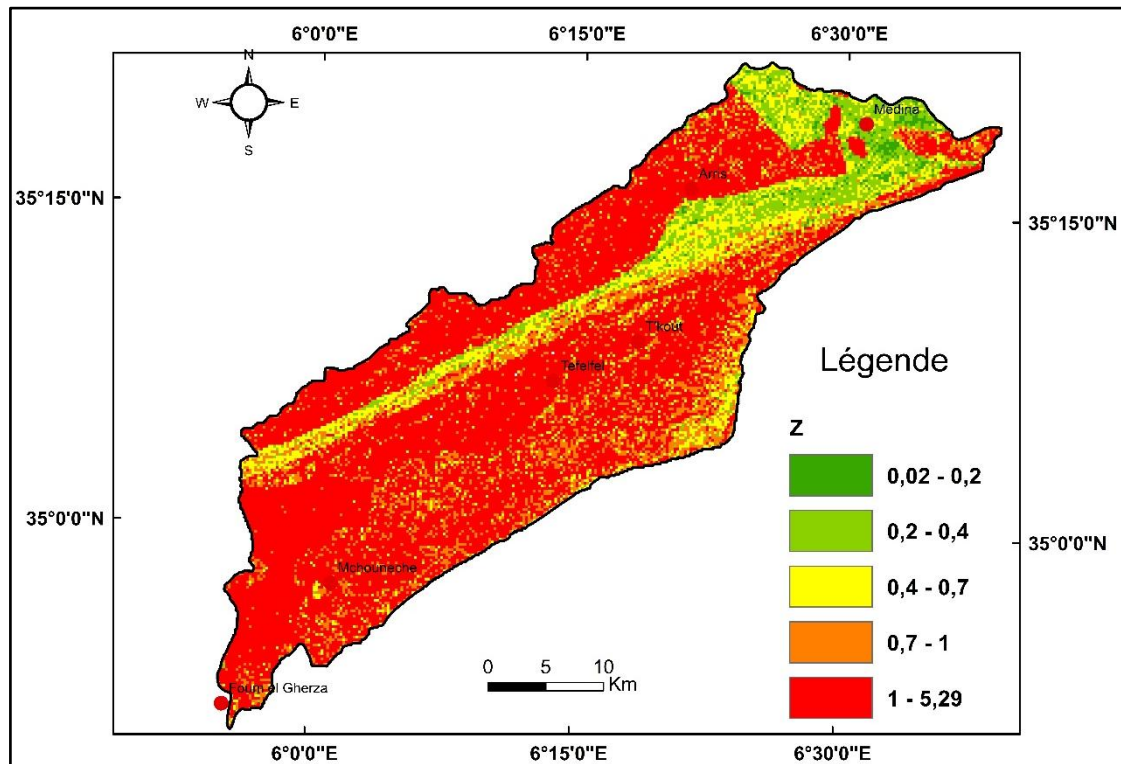 6°0'0"E 6°15'0"E 6°30'0"E
N
W E
S
Medina
Arris
35°15'0"N
35°15'0"N
T'kout
Tefelfel
Légende
Z
0,02 - 0,2
0,2 - 0,4
35°0'0"N
35°0'0"N
0,4 - 0,7
Mchouneche
0,7 - 1
0 5 10
Km
Foum el Gherza
1 - 5,29
6°0'0"E 6°15'0"E 6°30'0"E